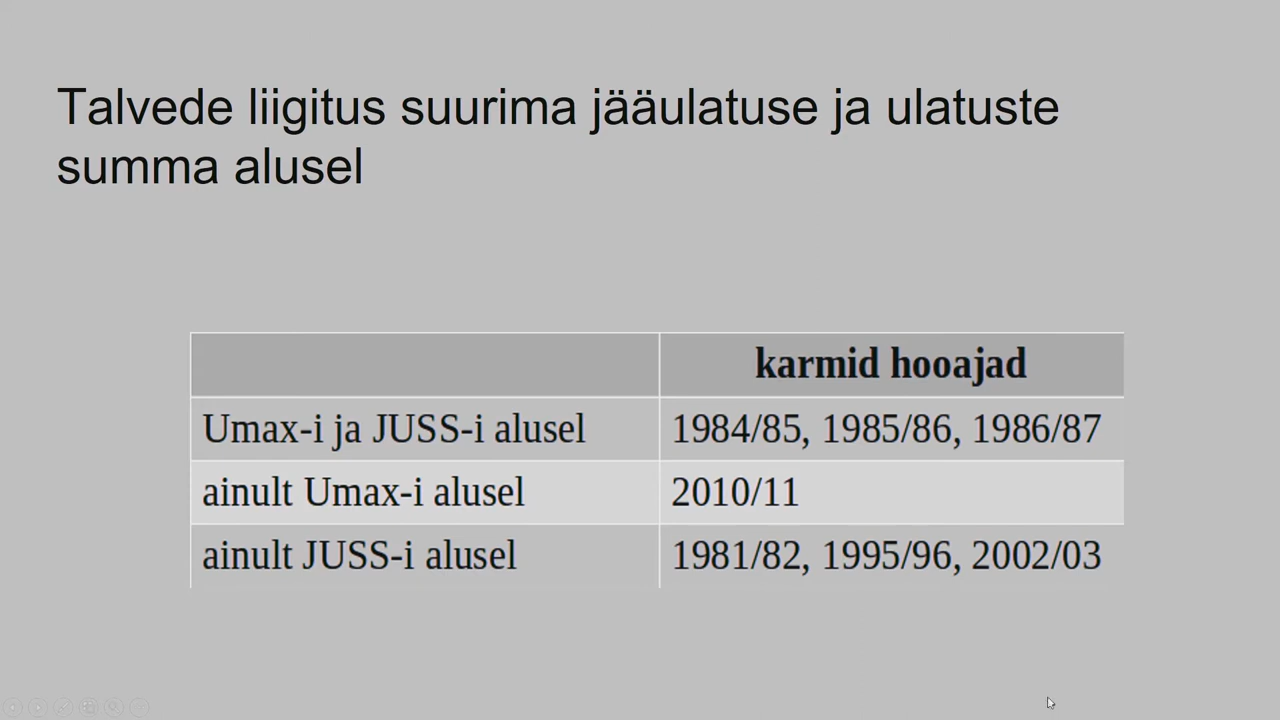 Talvede liigitus suurima jääulatuse ja ulatuste
summa alusel
karmid hooajad
Umax-i ja JUSS-i alusel 1984/85, 1985/86, 1986/87
ainult Umax-i alusel 2010/11
ainult JUSS-i alusel 1981/82, 1995/96, 2002/03